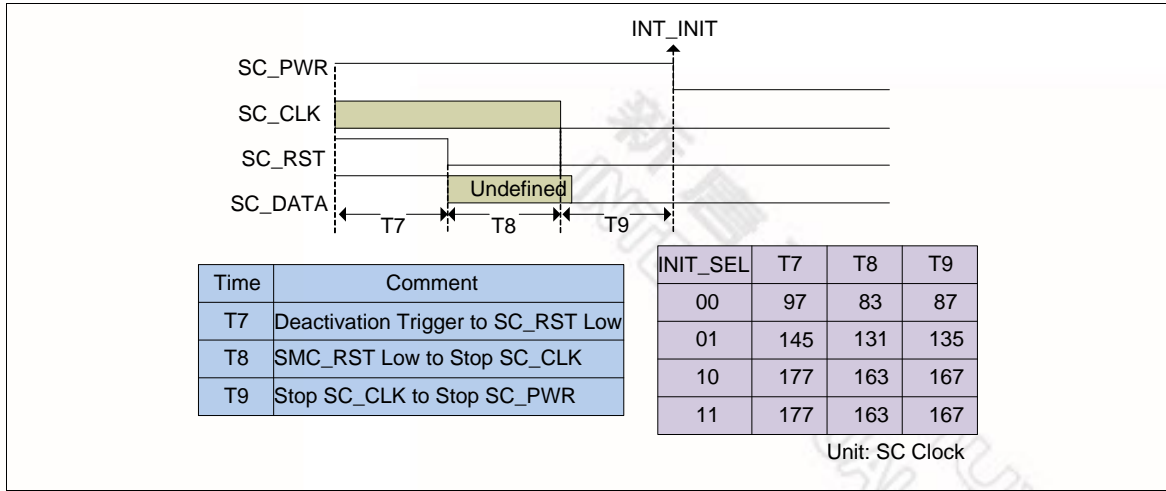 INT_INIT
SC_PWR
SC_CLK
SC_RST
SC_DATA
Undefined
T7 T8 T9
Time Comment
T7 Deactivation Trigger to SC_RST Low
T8 SMC_RST Low to Stop SC_CLK
T9 Stop SC_CLK to Stop SC_PWR
INIT_SEL T7 T8 T9
00 97 83 87
01 145 131 135
10 177 163 167
11 177 163 167
Unit: SC Clock
新唐